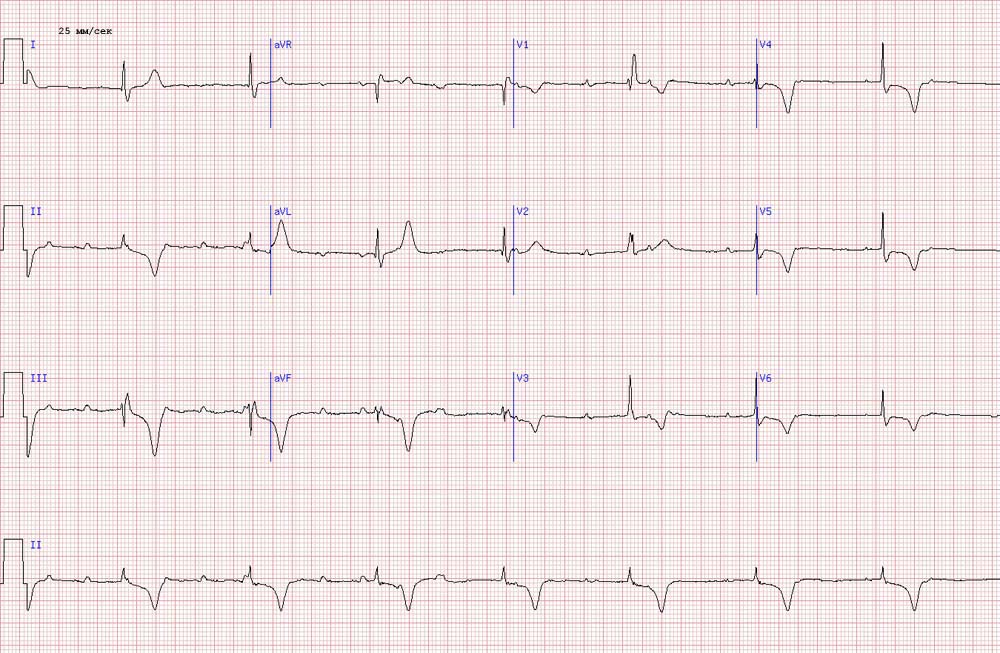 25 мм/сек
I aVR V1 V4
II aVL V2 V5
III aVF V3 V6
II